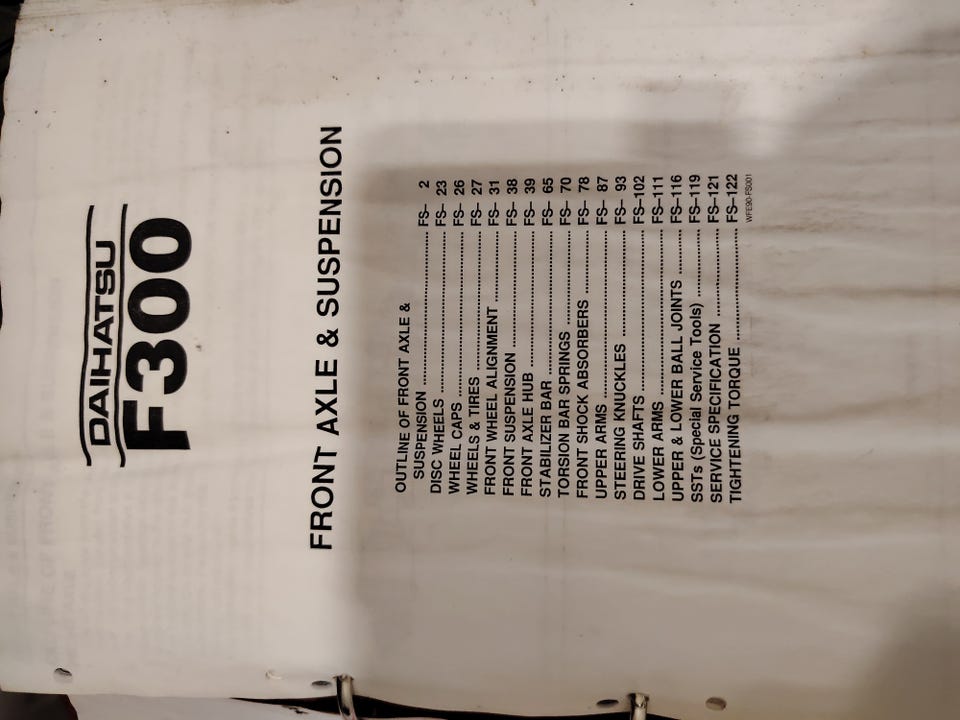 DAIHATSU
F300
FRONT AXLE & SUSPENSION
OUTLINE OF FRONT AXLE &
SUSPENSION ........................................ FS– 2
DISC WHEELS ........................................ FS– 23
WHEEL CAPS ........................................ FS– 26
WHEELS & TIRES ........................................ FS– 27
FRONT WHEEL ALIGNMENT ........................................ FS– 31
FRONT SUSPENSION ........................................ FS– 38
FRONT AXLE HUB ........................................ FS– 39
STABILIZER BAR ........................................ FS– 65
TORSION BAR SPRINGS ........................................ FS– 70
FRONT SHOCK ABSORBERS ........................................ FS– 78
UPPER ARMS ........................................ FS– 87
STEERING KNUCKLES ........................................ FS– 93
DRIVE SHAFTS ........................................ FS–102
LOWER ARMS ........................................ FS–111
UPPER & LOWER BALL JOINTS ........................................ FS–116
SSTs (Special Service Tools) ........................................ FS–119
SERVICE SPECIFICATION ........................................ FS–121
TIGHTENING TORQUE ........................................ FS–122
WFE90-FS001